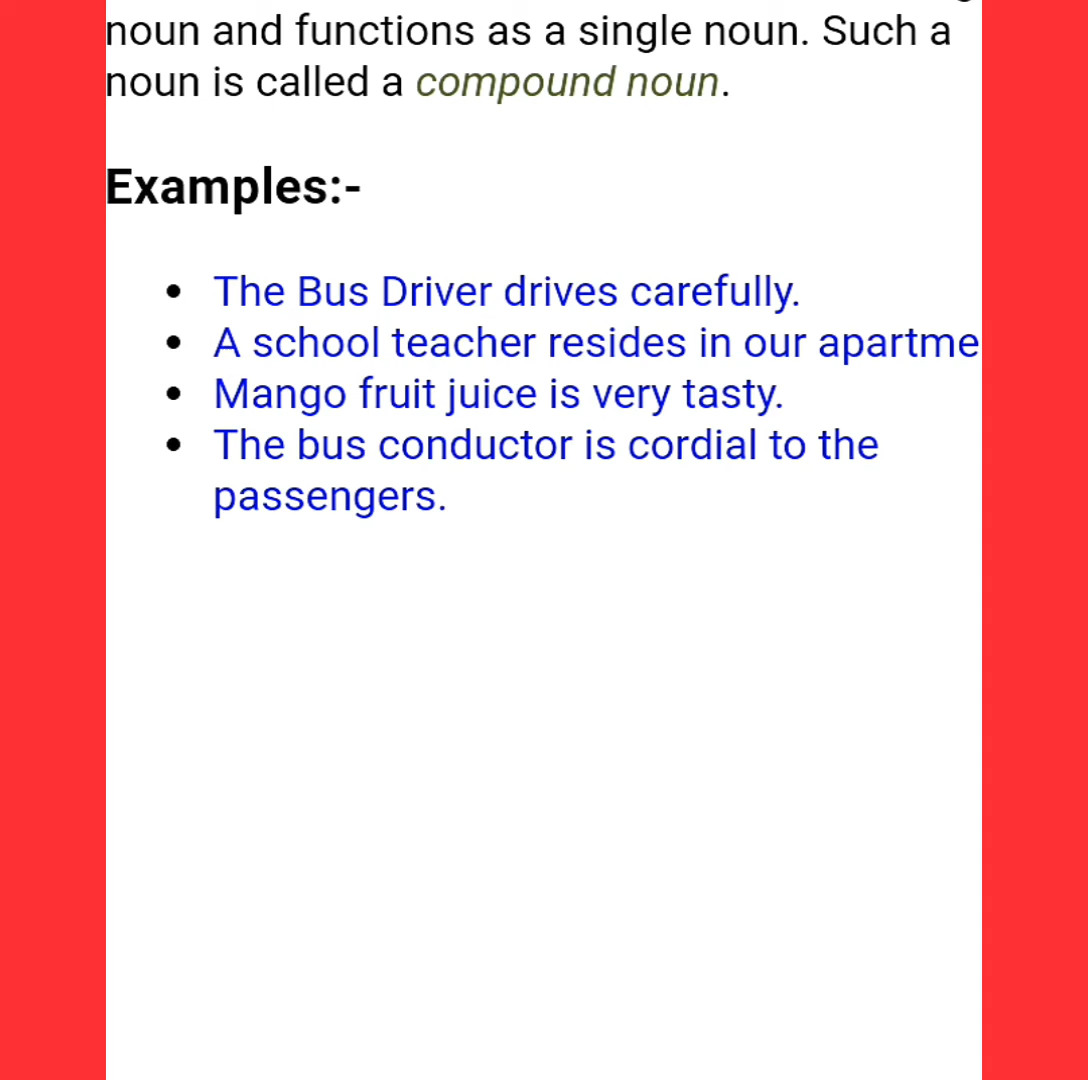 noun and functions as a single noun. Such a
noun is called a compound noun.
Examples:-
• The Bus Driver drives carefully.
• A school teacher resides in our apartme
• Mango fruit juice is very tasty.
• The bus conductor is cordial to the
passengers.